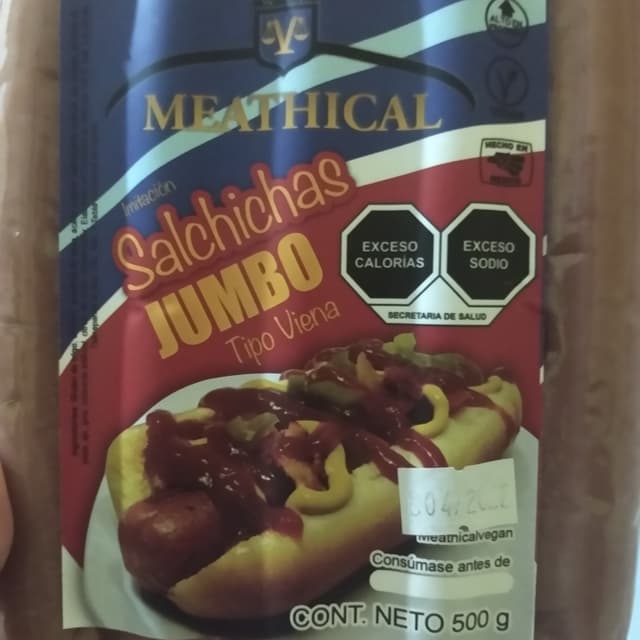 MEATHICAL
Imitación
Salchichas
JUMBO
Tipo Viena
HECHO EN
EXCESO
CALORÍAS
EXCESO
SODIO
SECRETARIA DE SALUD
Meathicalvegan
Consúmase antes de
CONT. NETO 500 g